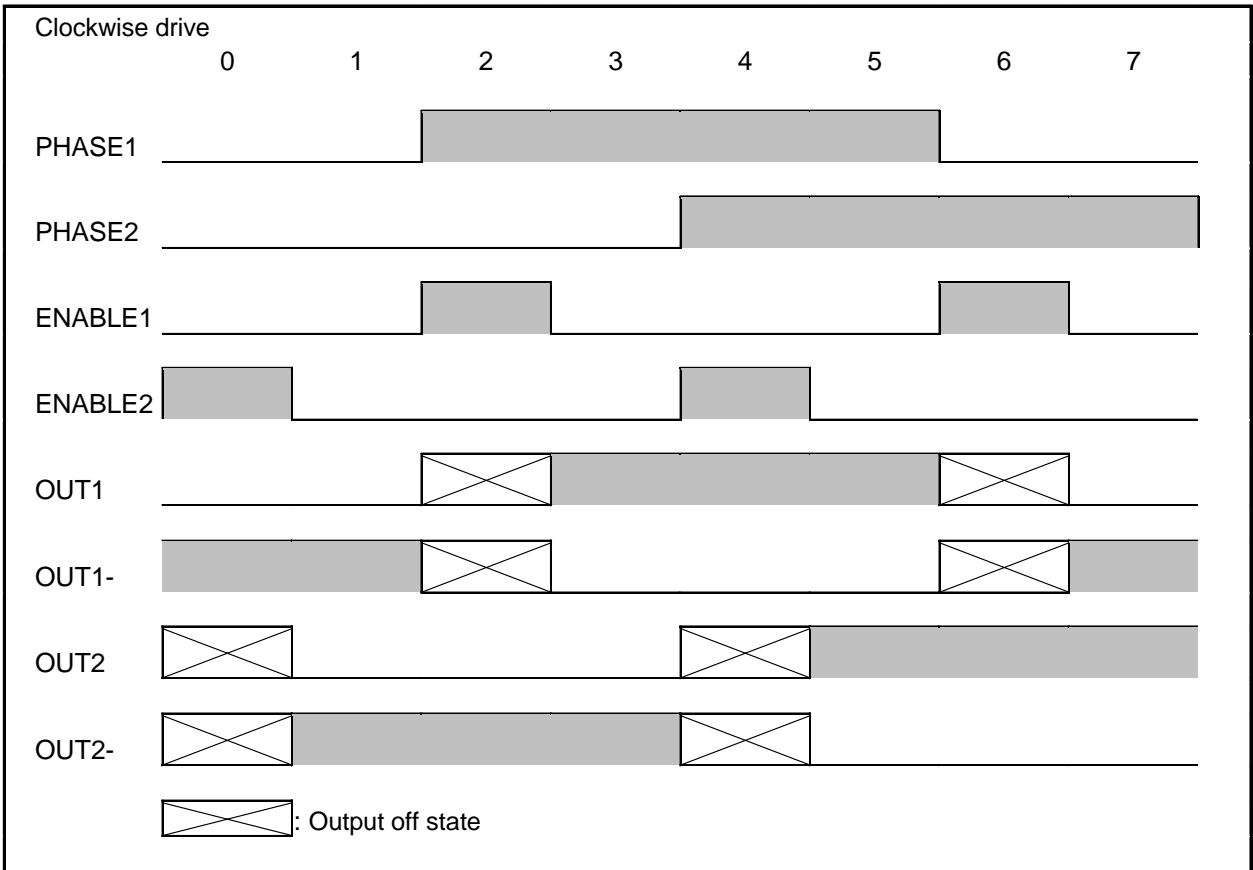 Clockwise drive
0 1 2 3 4 5 6 7
PHASE1
PHASE2
ENABLE1
ENABLE2
OUT1
OUT1-
OUT2
OUT2-
: Output off state